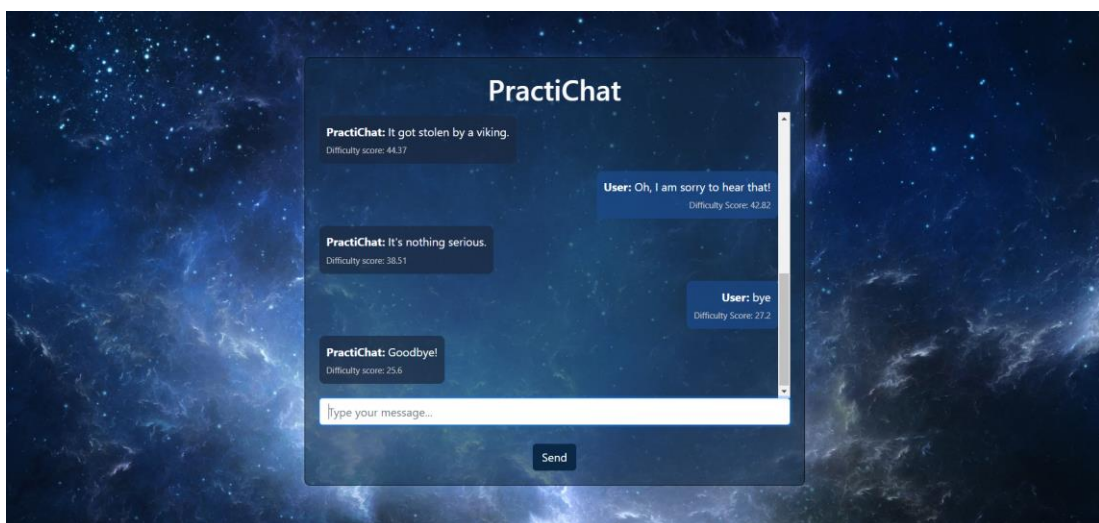 PractiChat
PractiChat: It got stolen by a viking.
Difficulty score: 44.37
User: Oh, I am sorry to hear that!
Difficulty Score: 42.82
PractiChat: It's nothing serious.
Difficulty score: 38.51
User: bye
Difficulty Score: 27.2
PractiChat: Goodbye!
Difficulty score: 25.6
Type your message...
Send